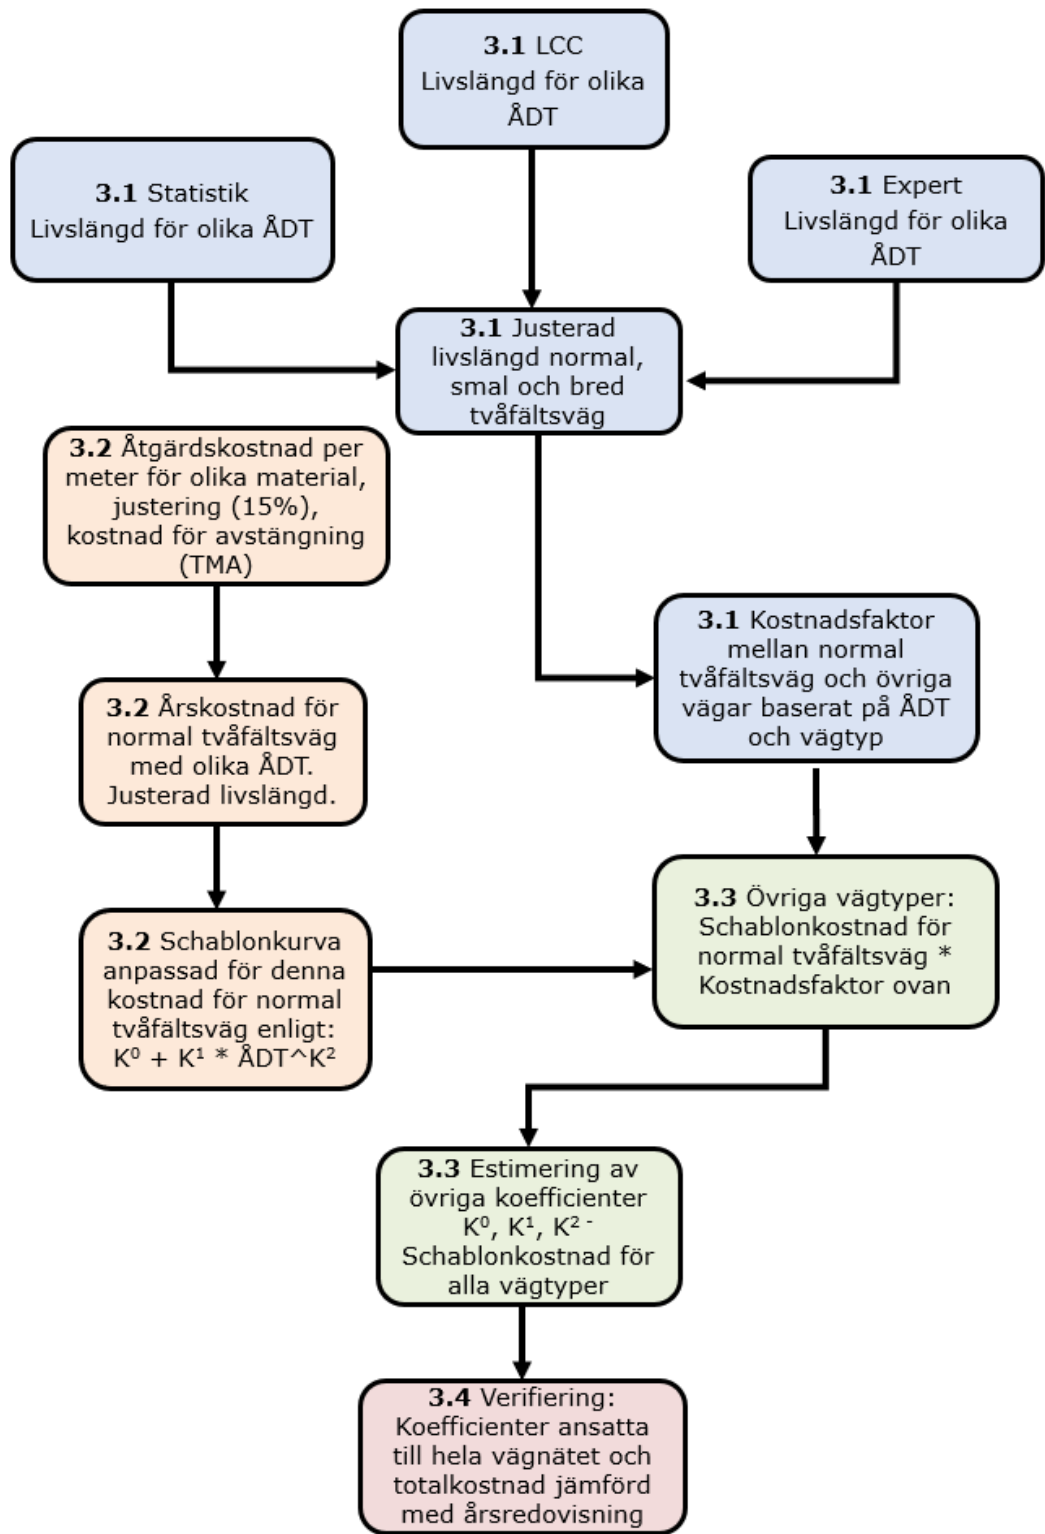 3.1 LCC
Livslängd för olika
ÅDT
3.1 Statistik
Livslängd för olika ÅDT
3.1 Expert
Livslängd för olika
ÅDT
3.1 Justerad
livslängd normal,
smal och bred
tvåfältsväg
3.2 Åtgärdskostnad per
meter för olika material,
justering (15%),
kostnad för avstängning
(TMA)
3.1 Kostnadsfaktor
mellan normal
tvåfältsväg och övriga
vägar baserat på ÅDT
och vägtyp
3.2 Årskostnad för
normal tvåfältsväg
med olika ÅDT.
Justerad livslängd.
3.2 Schablonkurva
anpassad för denna
kostnad för normal
tvåfältsväg enligt:
K⁰ + K¹ * ÅDT^K²
3.3 Övriga vägtyper:
Schablonkostnad för
normal tvåfältsväg *
Kostnadsfaktor ovan
3.3 Estimering av
övriga koefficienter
K⁰, K¹, K² -
Schablonkostnad för
alla vägtyper
3.4 Verifiering:
Koefficienter ansatta
till hela vägnätet och
totalkostnad jämförd
med årsredovisning